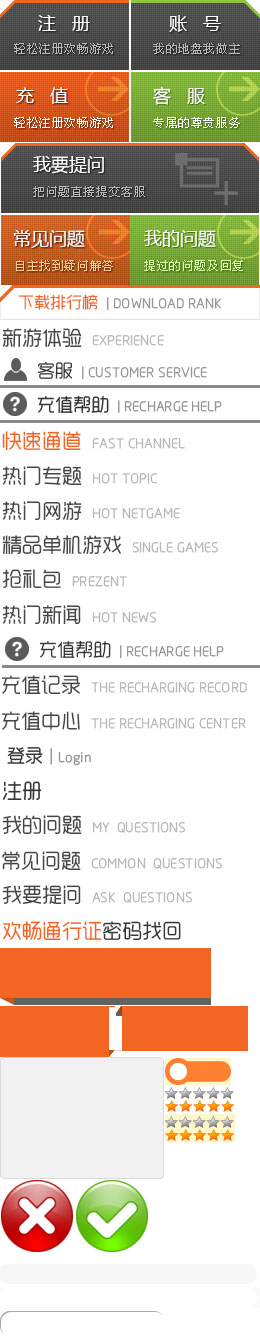 注 册 账 号
轻松注册欢畅游戏 我的地盘我做主
充 值 客 服
轻松注册欢畅游戏 专属的尊贵服务
我要提问
把问题直接提交客服
常见问题 我的问题
自主找到疑问解答 提过的问题及回复
下载排行榜 | DOWNLOAD RANK
新游体验 EXPERIENCE
客服 | CUSTOMER SERVICE
充值帮助 | RECHARGE HELP
快速通道 FAST CHANNEL
热门专题 HOT TOPIC
热门网游 HOT NETGAME
精品单机游戏 SINGLE GAMES
抢礼包 PREZENT
热门新闻 HOT NEWS
充值帮助 | RECHARGE HELP
充值记录 THE RECHARGING RECORD
充值中心 THE RECHARGING CENTER
登录 | Login
注册
我的问题 MY QUESTIONS
常见问题 COMMON QUESTIONS
我要提问 ASK QUESTIONS
欢畅通行证密码找回